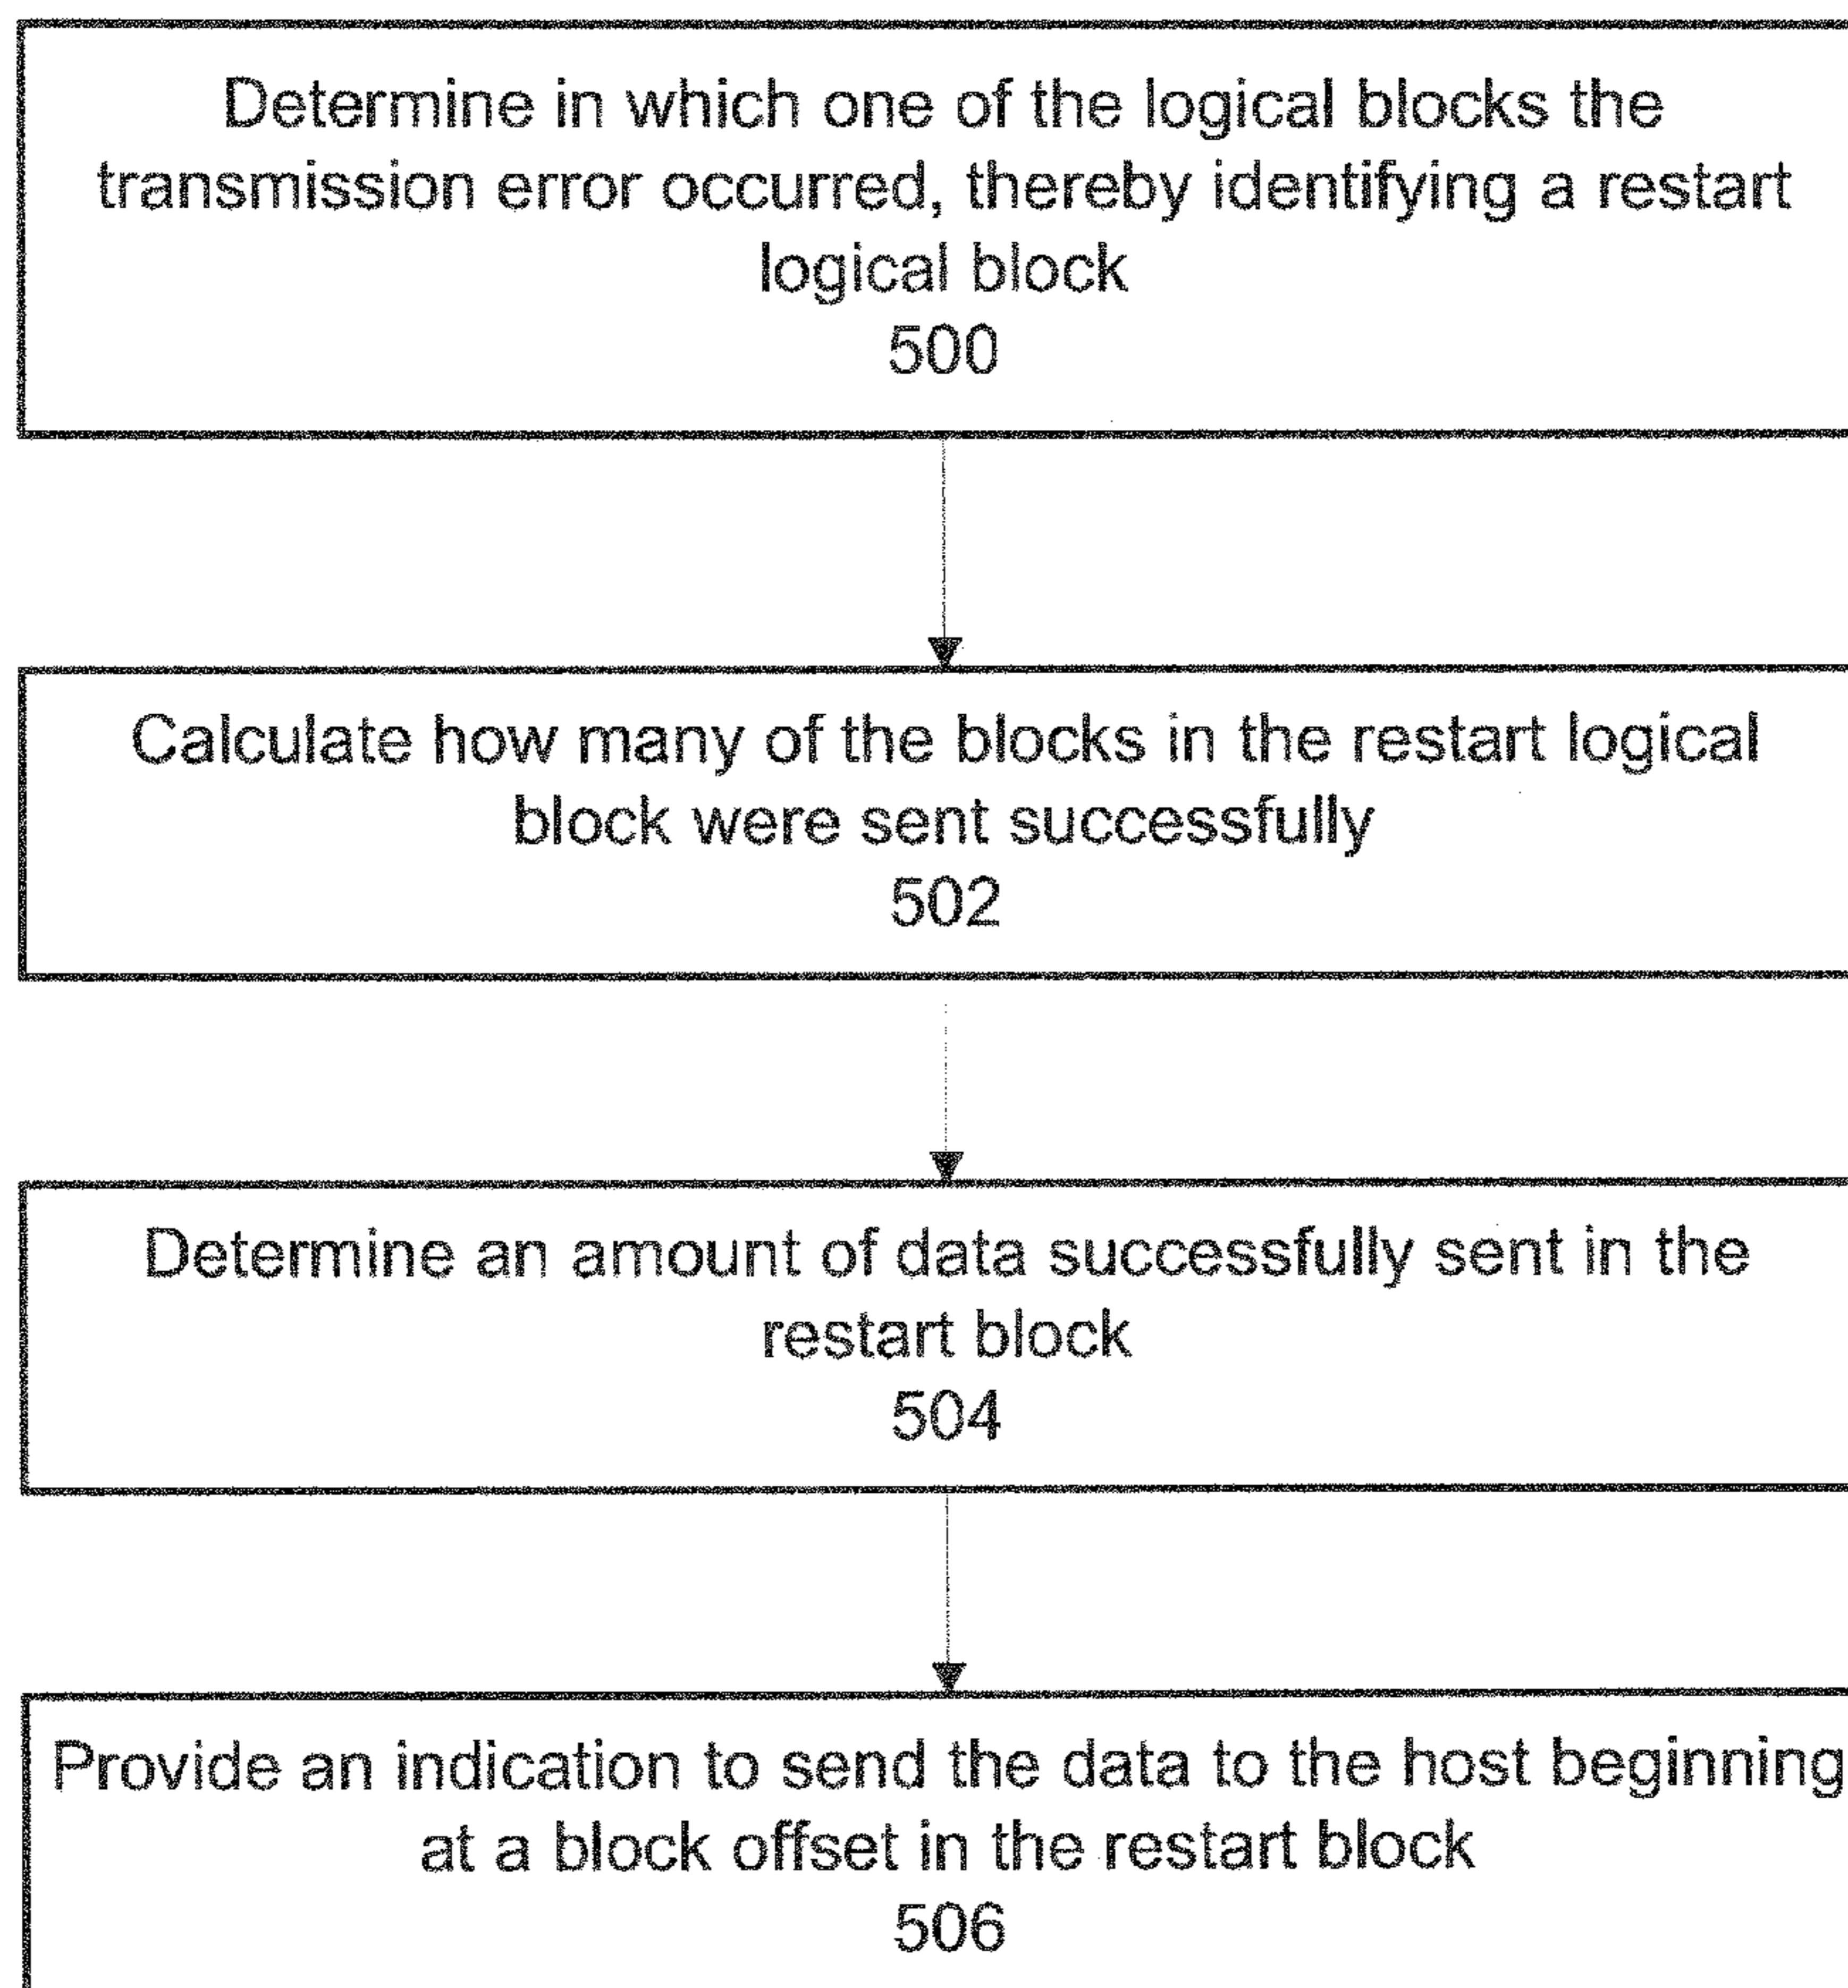 Determine in which one of the logical blocks the
transmission error occurred, thereby identifying a restart
logical block
500
Calculate how many of the blocks in the restart logical
block were sent successfully
502
Determine an amount of data successfully sent in the
restart block
504
Provide an indication to send the data to the host beginning
at a block offset in the restart block
506